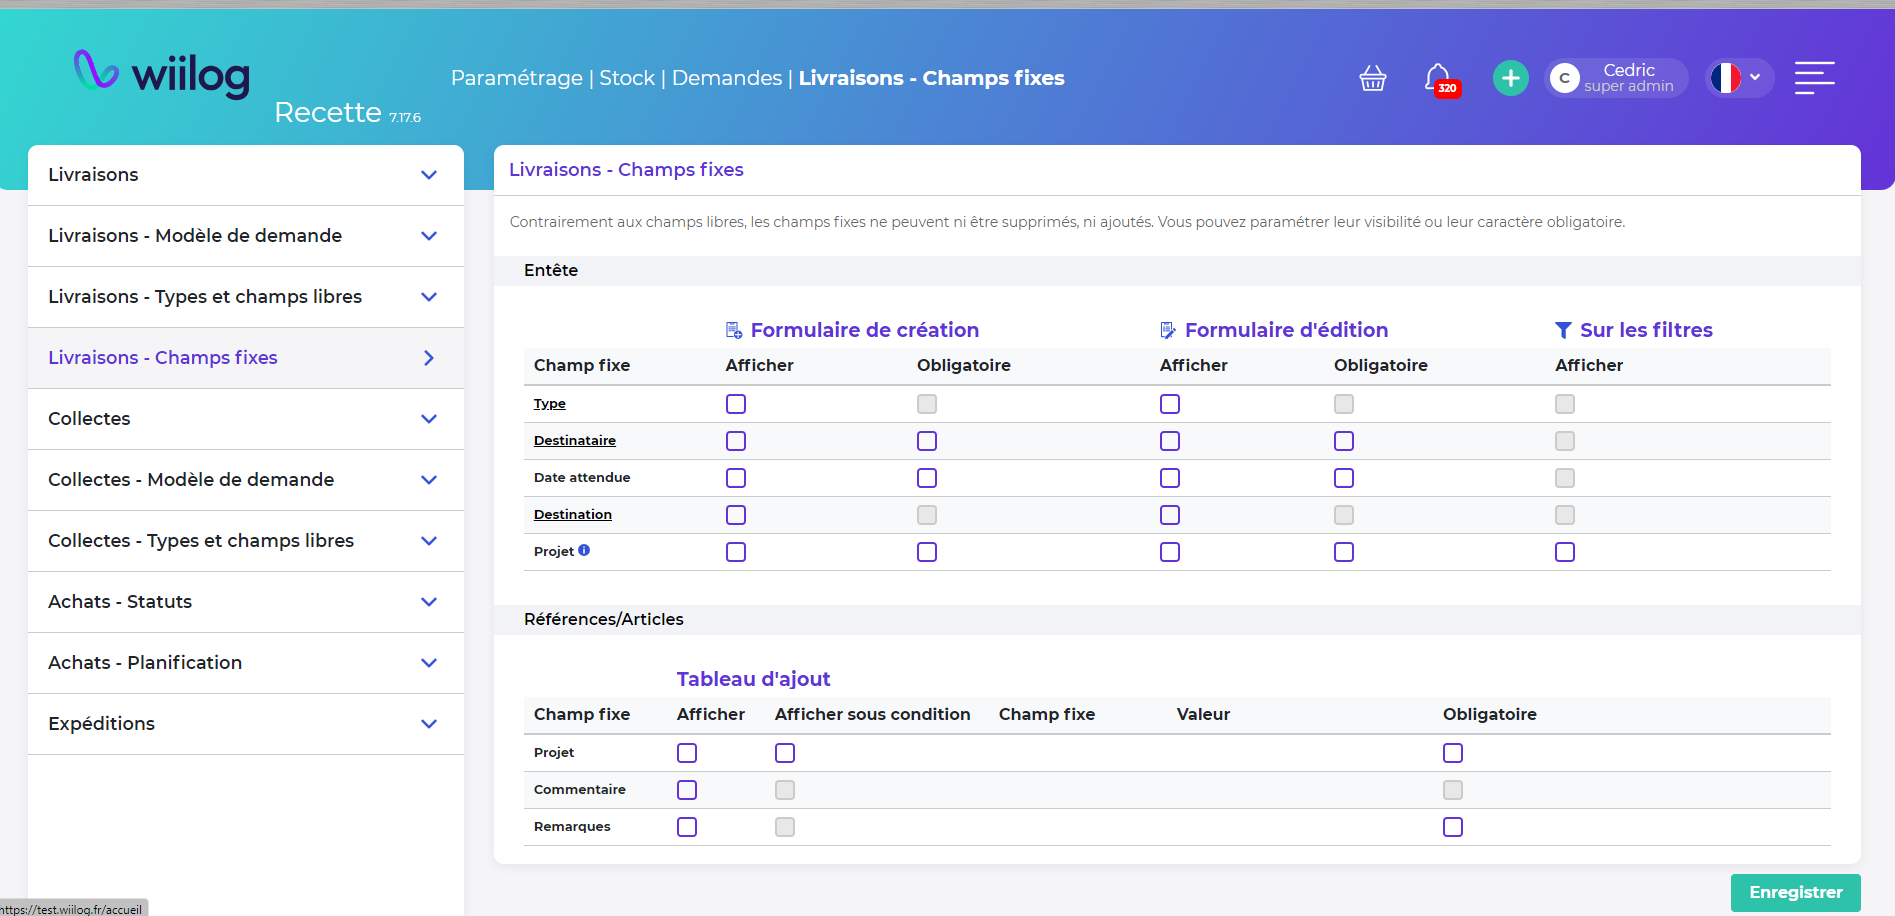 wiilog
Recette 7.17.6
Paramétrage | Stock | Demandes | Livraisons - Champs fixes
320
C
Cedric
super admin
Livraisons
Livraisons - Modèle de demande
Livraisons - Types et champs libres
Livraisons - Champs fixes
Collectes
Collectes - Modèle de demande
Collectes - Types et champs libres
Achats - Statuts
Achats - Planification
Expéditions
Livraisons - Champs fixes
Contrairement aux champs libres, les champs fixes ne peuvent ni être supprimés, ni ajoutés. Vous pouvez paramétrer leur visibilité ou leur caractère obligatoire.
Entête
Formulaire de création Formulaire d'édition Sur les filtres
Champ fixe Afficher Obligatoire Afficher Obligatoire Afficher
Type
Destinataire
Date attendue
Destination
Projet
Références/Articles
Tableau d'ajout
Champ fixe Afficher Afficher sous condition Champ fixe Valeur Obligatoire
Projet
Commentaire
Remarques
Enregistrer
https://test.wiilog.fr/accueil